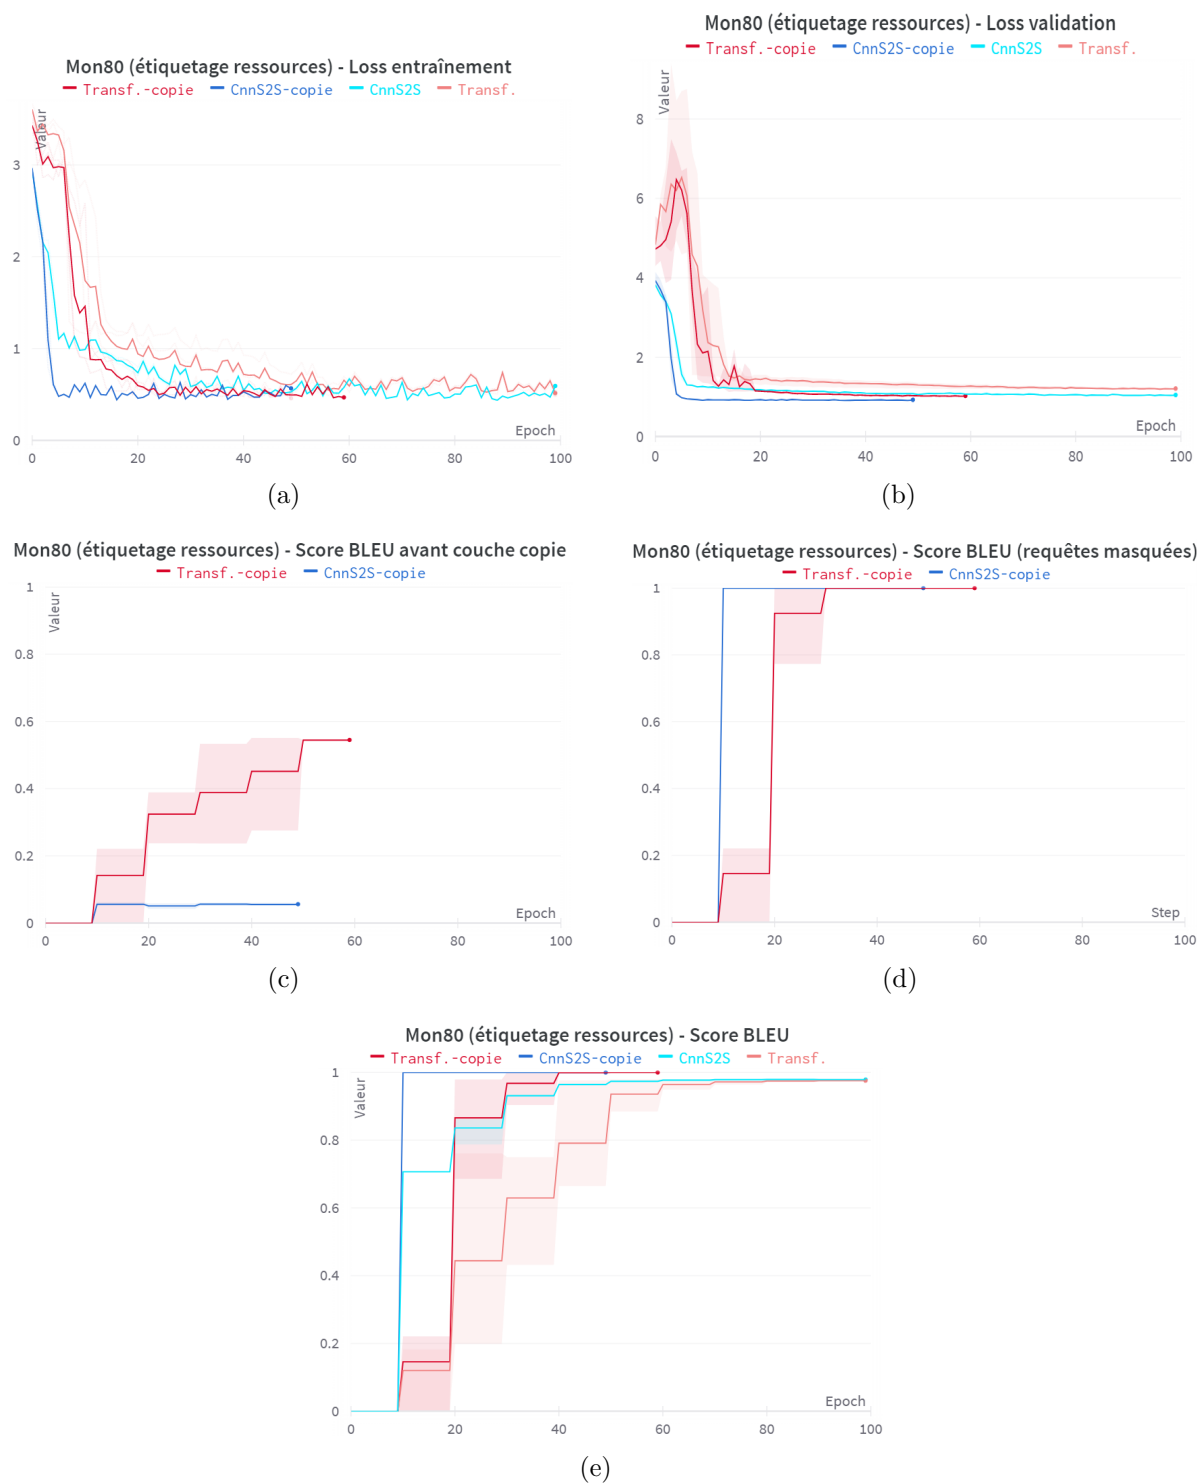 Mon80 (étiquetage ressources) - Loss entraînement
Transf.-copie CnnS2S-copie CnnS2S Transf.
Valeur
3
2
1
0
Epoch
0 20 40 60 80 100
(a)
Mon80 (étiquetage ressources) - Loss validation
Transf.-copie CnnS2S-copie CnnS2S Transf.
Valeur
8
6
4
2
0
Epoch
0 20 40 60 80 100
(b)
Mon80 (étiquetage ressources) - Score BLEU avant couche copie
Transf.-copie CnnS2S-copie
Valeur
1
0.8
0.6
0.4
0.2
0
Epoch
0 20 40 60 80 100
(c)
Mon80 (étiquetage ressources) - Score BLEU (requêtes masquées)
Transf.-copie CnnS2S-copie
1
0.8
0.6
0.4
0.2
0
Step
0 20 40 60 80 100
(d)
Mon80 (étiquetage ressources) - Score BLEU
Transf.-copie CnnS2S-copie CnnS2S Transf.
Valeur
1
0.8
0.6
0.4
0.2
0
Epoch
0 20 40 60 80 100
(e)